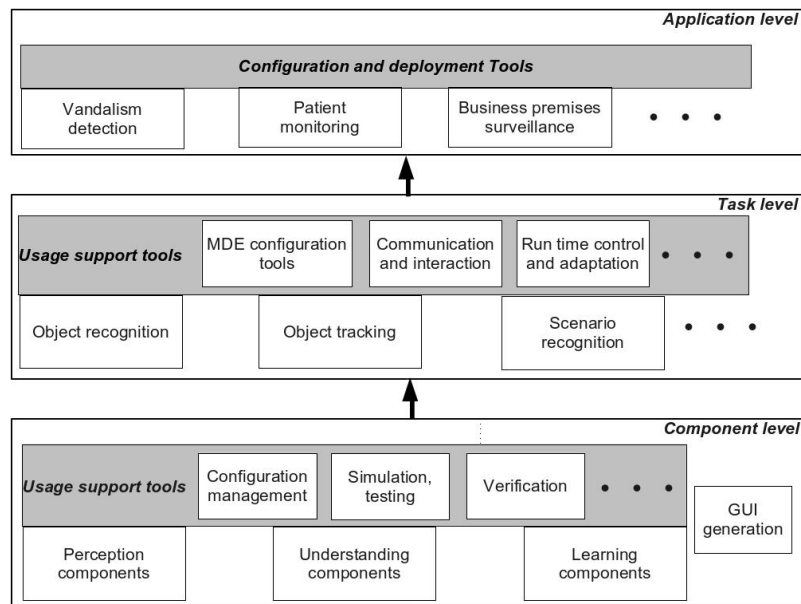 Application level
Configuration and deployment Tools
Vandalism
detection
Patient
monitoring
Business premises
surveillance
• • •
Task level
Usage support tools
MDE configuration
tools
Communication
and interaction
Run time control
and adaptation
• • •
Object recognition
Object tracking
Scenario
recognition
• • •
Component level
Usage support tools
Configuration
management
Simulation,
testing
Verification
• • •
GUI
generation
Perception
components
Understanding
components
Learning
components